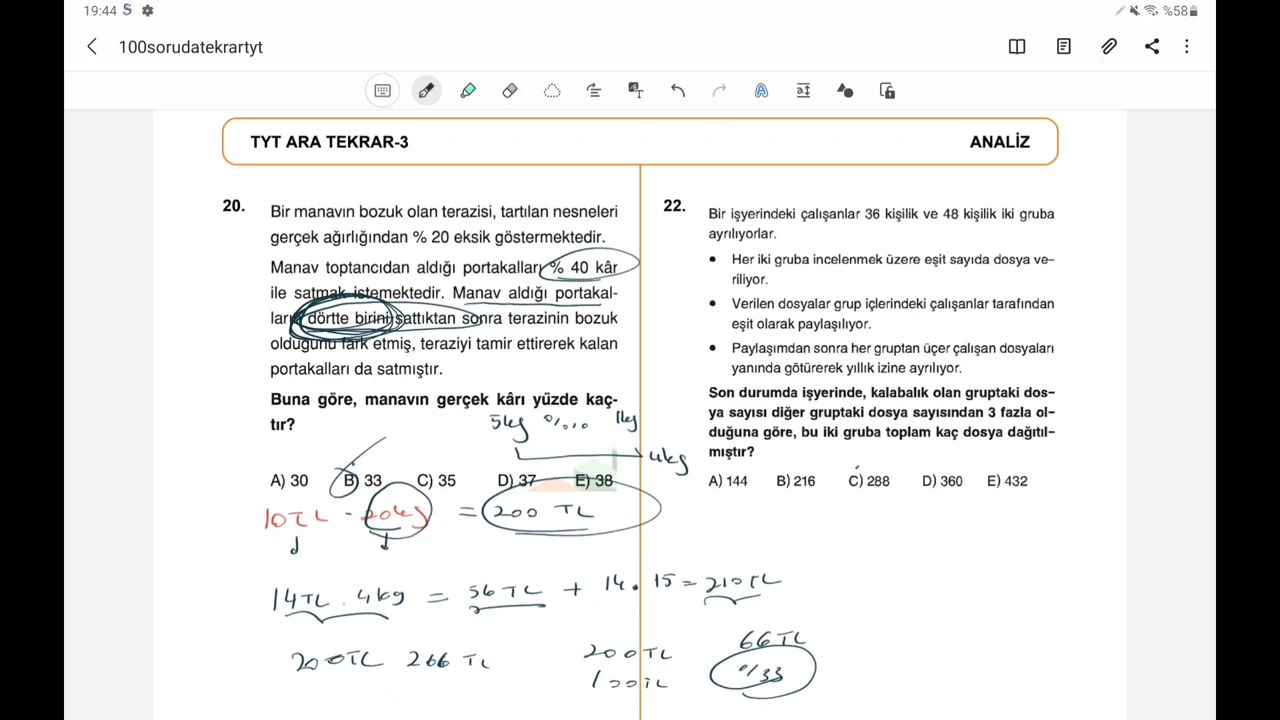 19:44 S
%58
100sorudatekrartyt
TYT ARA TEKRAR-3
ANALİZ
20.
Bir manavın bozuk olan terazisi, tartılan nesneleri
gerçek ağırlığından % 20 eksik göstermektedir.
Manav toptancıdan aldığı portakalları % 40 kâr
ile satmak istemektedir. Manav aldığı portakal-
ların dörtte birini sattıktan sonra terazinin bozuk
olduğunu fark etmiş, teraziyi tamir ettirerek kalan
portakalları da satmıştır.
Buna göre, manavın gerçek kârı yüzde kaç-
tır?
5kg 1kg
4kg
A) 30 B) 33 C) 35 D) 37 E) 38
10TL · 20kg = 200 TL
14TL . 4kg = 56 TL + 14. 15 = 210TL
200TL 266 TL
200TL
100TL
66TL
%33
22.
Bir işyerindeki çalışanlar 36 kişilik ve 48 kişilik iki gruba
ayrılıyorlar.
• Her iki gruba incelenmek üzere eşit sayıda dosya ve-
riliyor.
• Verilen dosyalar grup içlerindeki çalışanlar tarafından
eşit olarak paylaşılıyor.
• Paylaşımdan sonra her gruptan üçer çalışan dosyaları
yanında götürerek yıllık izine ayrılıyor.
Son durumda işyerinde, kalabalık olan gruptaki dos-
ya sayısı diğer gruptaki dosya sayısından 3 fazla ol-
duğuna göre, bu iki gruba toplam kaç dosya dağıtıl-
mıştır?
A) 144 B) 216 C) 288 D) 360 E) 432